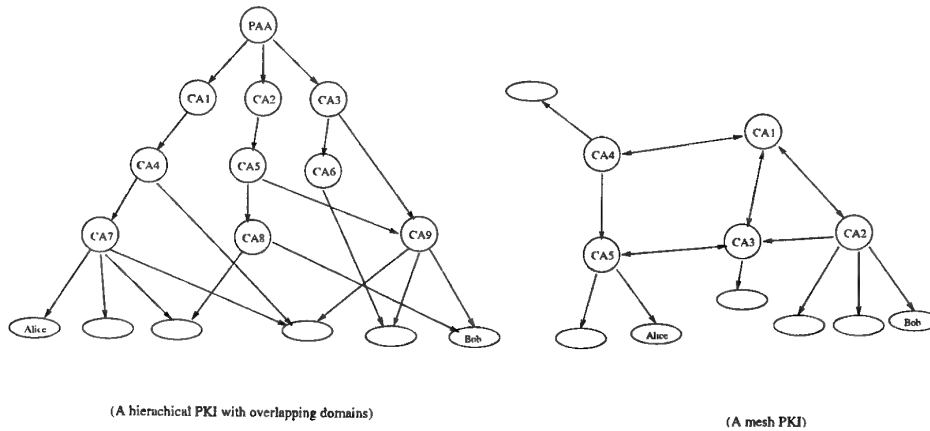 PAA
CA1
CA2
CA3
CA4
CA5
CA6
CA7
CA8
CA9
Alice
Bob
(A hierachical PKI with overlapping domains)
CA1
CA4
CA3
CA2
CA5
Alice
Bob
(A mesh PKI)